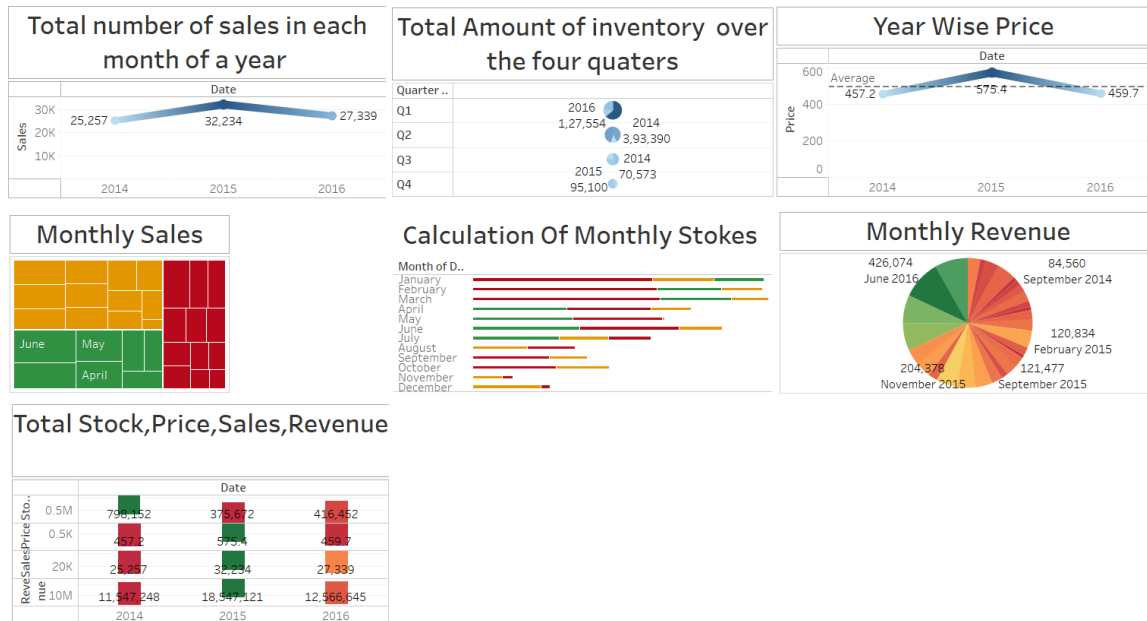 Total number of sales in each
month of a year
Date
Sales
30K
20K
10K
25,257
32,234
27,339
2014
2015
2016
Total Amount of inventory over
the four quaters
Quarter ..
Q1
Q2
Q3
Q4
2016
1,27,554
2014
3,93,390
2014
70,573
2015
95,100
Year Wise Price
Date
Price
600
400
200
0
Average
457.2
575.4
459.7
2014
2015
2016
Monthly Sales
June
May
April
Calculation Of Monthly Stokes
Month of D..
January
February
March
April
May
June
July
August
September
October
November
December
Monthly Revenue
426,074
June 2016
84,560
September 2014
120,834
February 2015
121,477
September 2015
204,378
November 2015
Total Stock,Price,Sales,Revenue
Date
Sto..
0.5M
798,152
375,672
416,452
Price
0.5K
457.2
575.4
459.7
Sales
20K
25,257
32,234
27,339
Reve
nue
10M
11,547,248
18,547,121
12,566,645
2014
2015
2016